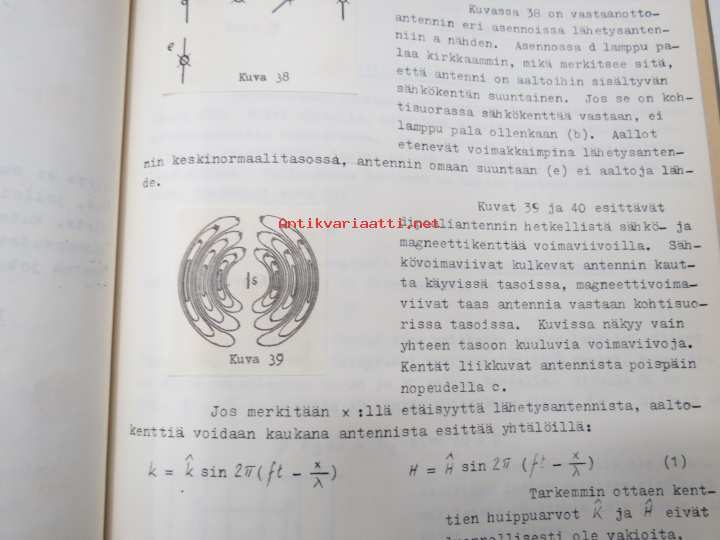 e
Kuva 38
Kuvassa 38 on vastaanotto-
antennin eri asennoissa lähetysanten-
niin a nähden. Asennossa d lamppu pa-
laa kirkkaammin, mikä merkitsee sitä,
että antenni on aaltoihin sisältyvän
sähkökentän suuntainen. Jos se on koh-
tisuorassa sähkökenttää vastaan, ei
lamppu pala ollenkaan (b). Aallot
etenevät voimakkaimpina lähetysanten-
nin keskinormaalitasossa, antennin omaan suuntaan (e) ei aaltoja läh-
de.
Kuvat 39 ja 40 esittävät
Antikvariaatti.net
hetkellistä sähkö- ja
magneettikenttää voimaviivoilla. Säh-
kövoimaviivat kulkevat antennin kaut-
ta käyvissä tasoissa, magneettivoima-
viivat taas antennia vastaan kohtisuo-
rissa tasoissa. Kuvissa näkyy vain
yhteen tasoon kuuluvia voimaviivoja.
Kentät liikkuvat antennista poispäin
nopeudella c.
s
Kuva 39
Jos merkitään x :llä etäisyyttä lähetysantennista, aalto-
kenttiä voidaan kaukana antennista esittää yhtälöillä:
k = k̂ sin 2π (ft - x/λ) H = Ĥ sin 2π (ft - x/λ) (1)
Tarkemmin ottaen kent-
tien huippuarvot K̂ ja Ĥ eivät
ole vakioita,